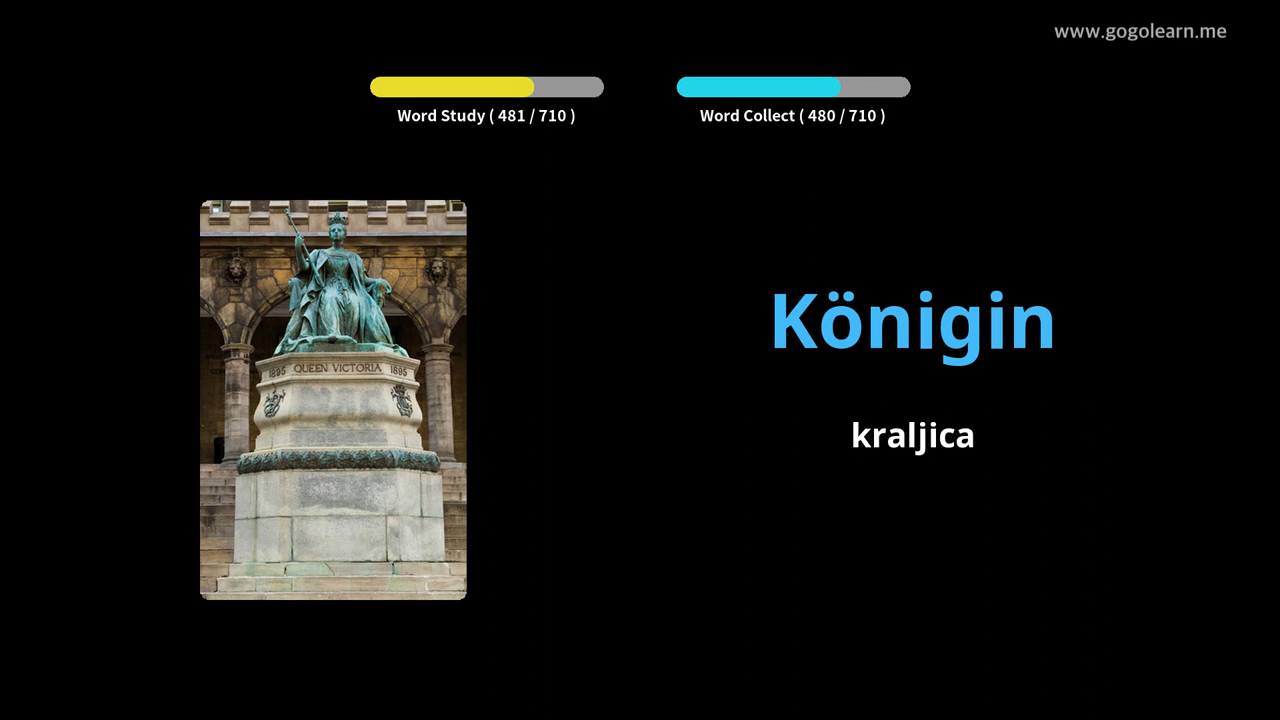 www.gogolearn.me
Word Study ( 481 / 710 )
Word Collect ( 480 / 710 )
1895 QUEEN VICTORIA 1895
Königin
kraljica